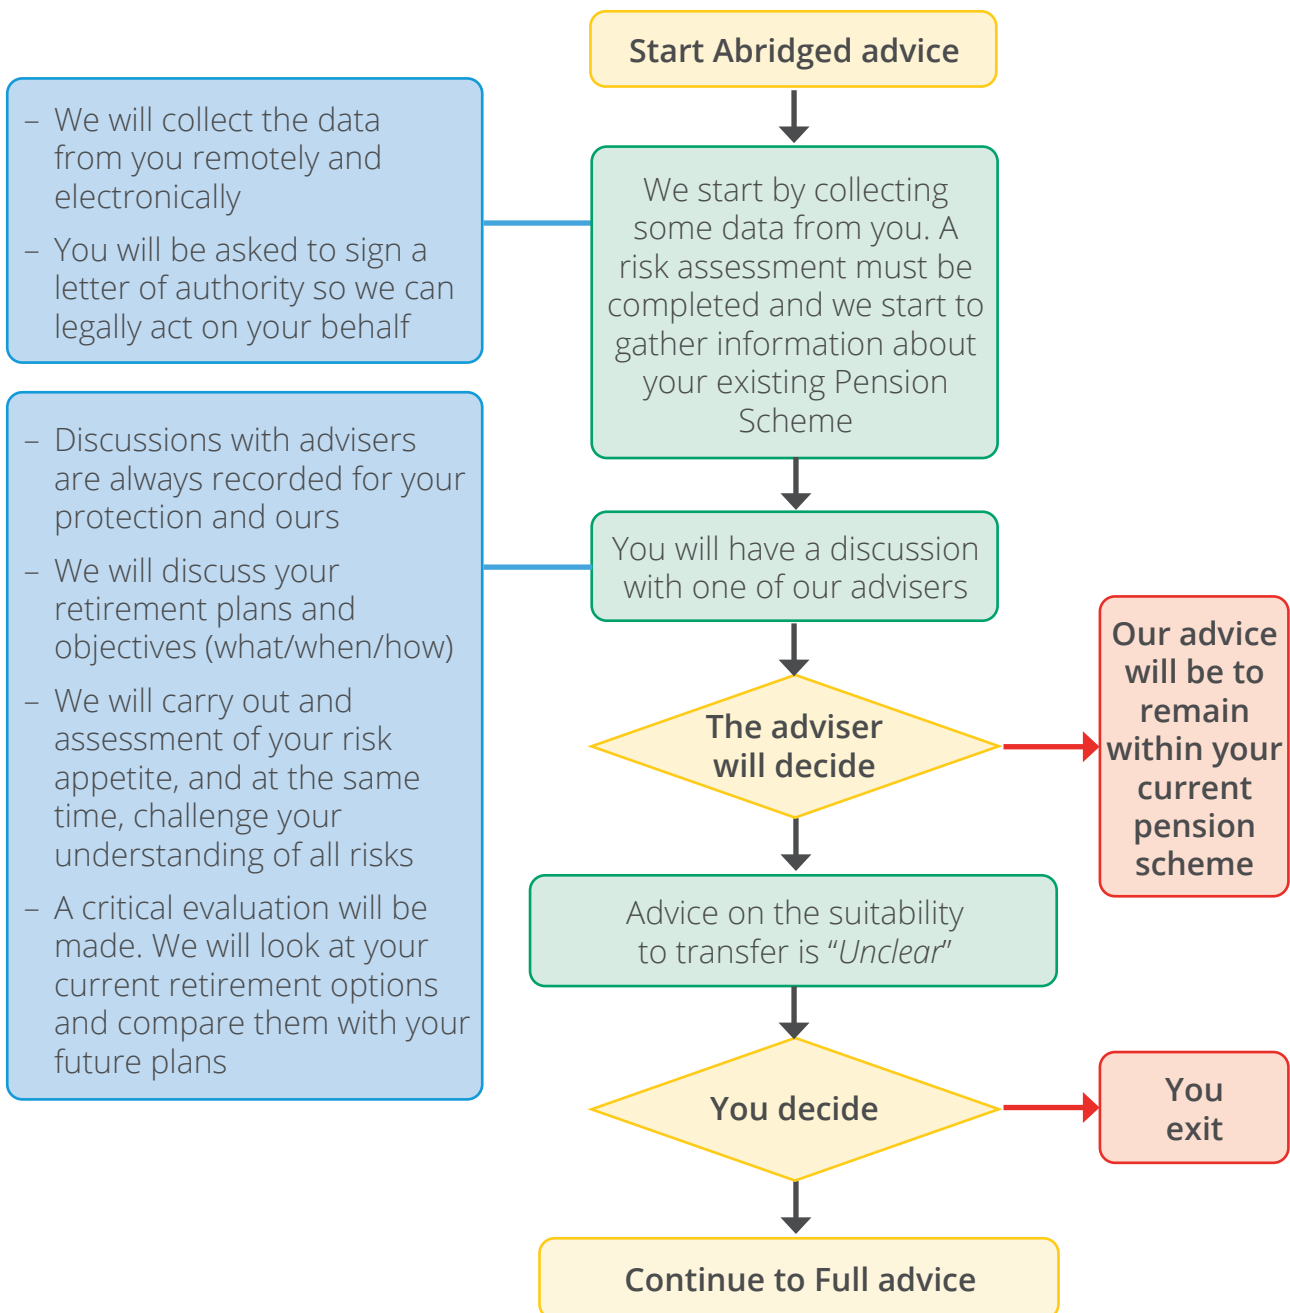 Start Abridged advice
– We will collect the data
from you remotely and
electronically
– You will be asked to sign a
letter of authority so we can
legally act on your behalf
We start by collecting
some data from you. A
risk assessment must be
completed and we start to
gather information about
your existing Pension
Scheme
– Discussions with advisers
are always recorded for your
protection and ours
– We will discuss your
retirement plans and
objectives (what/when/how)
– We will carry out and
assessment of your risk
appetite, and at the same
time, challenge your
understanding of all risks
– A critical evaluation will be
made. We will look at your
current retirement options
and compare them with your
future plans
You will have a discussion
with one of our advisers
The adviser
will decide
Our advice
will be to
remain
within your
current
pension
scheme
Advice on the suitability
to transfer is “Unclear”
You decide
You
exit
Continue to Full advice